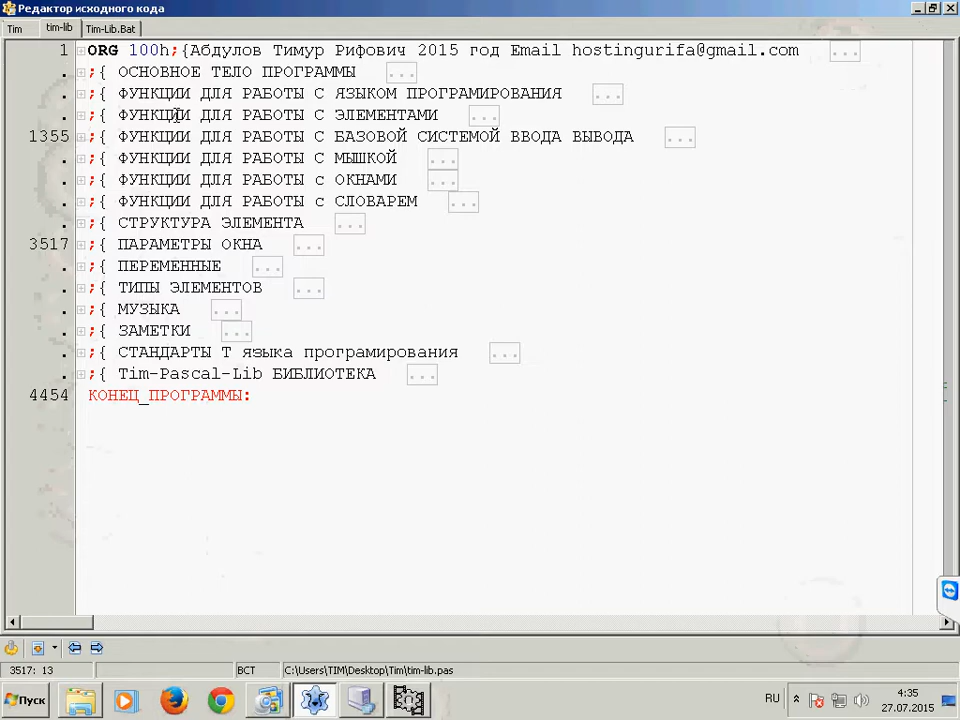 Редактор исходного кода
Tim tim-lib Tim-Lib.Bat
1 ORG 100h;{Абдулов Тимур Рифович 2015 год Email hostingurifa@gmail.com ...
. ;{ ОСНОВНОЕ ТЕЛО ПРОГРАММЫ ...
. ;{ ФУНКЦИИ ДЛЯ РАБОТЫ С ЯЗЫКОМ ПРОГРАМИРОВАНИЯ ...
. ;{ ФУНКЦИИ ДЛЯ РАБОТЫ С ЭЛЕМЕНТАМИ ...
1355 ;{ ФУНКЦИИ ДЛЯ РАБОТЫ С БАЗОВОЙ СИСТЕМОЙ ВВОДА ВЫВОДА ...
. ;{ ФУНКЦИИ ДЛЯ РАБОТЫ С МЫШКОЙ ...
. ;{ ФУНКЦИИ ДЛЯ РАБОТЫ с ОКНАМИ ...
. ;{ ФУНКЦИИ ДЛЯ РАБОТЫ с СЛОВАРЕМ ...
. ;{ СТРУКТУРА ЭЛЕМЕНТА ...
3517 ;{ ПАРАМЕТРЫ ОКНА ...
. ;{ ПЕРЕМЕННЫЕ ...
. ;{ ТИПЫ ЭЛЕМЕНТОВ ...
. ;{ МУЗЫКА ...
. ;{ ЗАМЕТКИ ...
. ;{ СТАНДАРТЫ Т языка програмирования ...
. ;{ Tim-Pascal-Lib БИБЛИОТЕКА ...
4454 КОНЕЦ_ПРОГРАММЫ:
3517: 13 ВСТ C:\Users\TIM\Desktop\Tim\tim-lib.pas
Пуск RU 4:35
27.07.2015